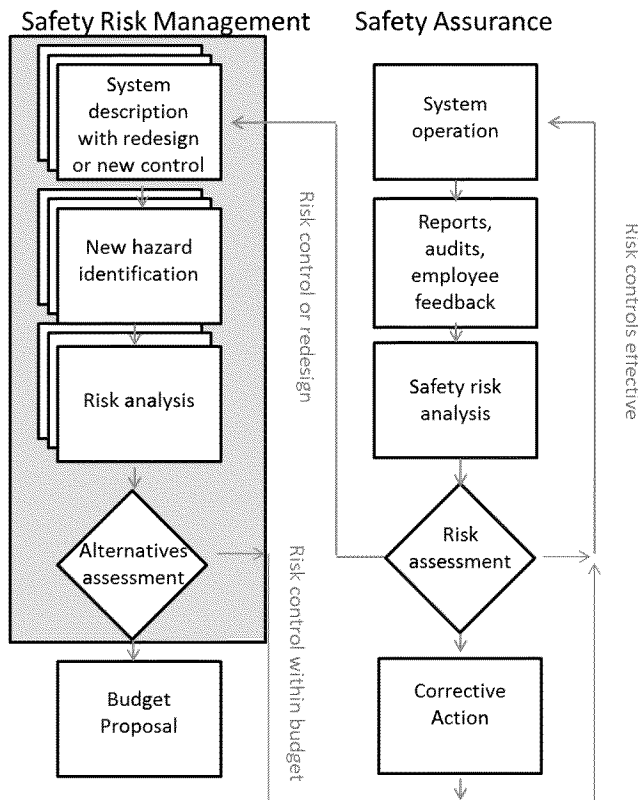 Safety Risk Management
System
description
with redesign
or new control
New hazard
identification
Risk analysis
Alternatives
assessment
Budget
Proposal
Risk control or redesign
Risk control within budget
Safety Assurance
System
operation
Reports,
audits,
employee
feedback
Safety risk
analysis
Risk
assessment
Corrective
Action
Risk controls effective